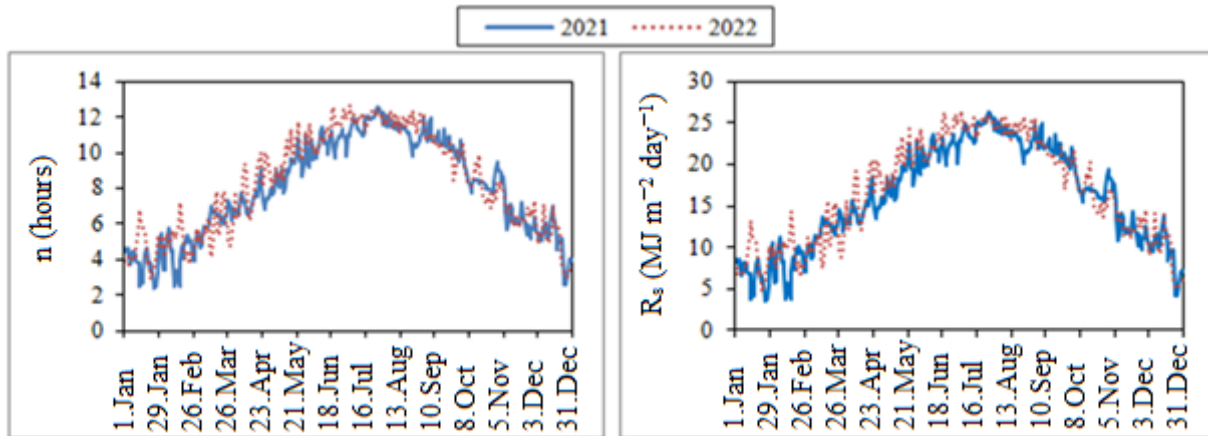 2021 2022
n (hours)
14
12
10
8
6
4
2
0
1.Jan
29.Jan
26.Feb
26.Mar
23.Apr
21.May
18.Jun
16.Jul
13.Aug
10.Sep
8.Oct
5.Nov
3.Dec
31.Dec
Rₛ (MJ m⁻² day⁻¹)
30
25
20
15
10
5
0
1.Jan
29.Jan
26.Feb
26.Mar
23.Apr
21.May
18.Jun
16.Jul
13.Aug
10.Sep
8.Oct
5.Nov
3.Dec
31.Dec